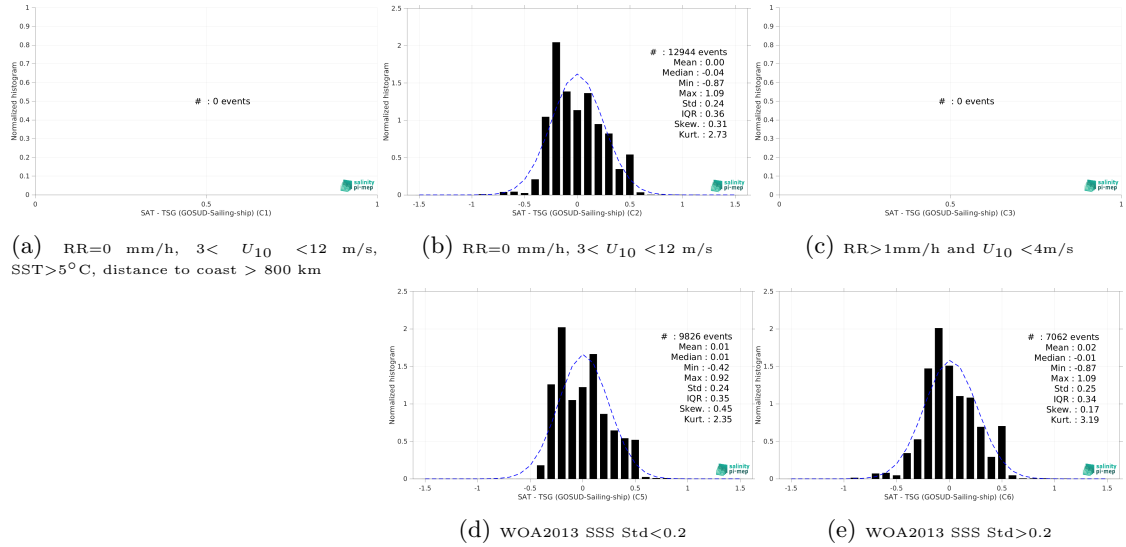 1
0.9
0.8
0.7
0.6
0.5
0.4
0.3
0.2
0.1
0
Normalized histogram
# : 0 events
0 0.5 1
SAT - TSG (GOSUD-Sailing-ship) (C1)
salinity
pi-mep
(a) RR=0 mm/h, 3< U10 <12 m/s,
SST>5°C, distance to coast > 800 km
2.5
2
1.5
1
0.5
0
Normalized histogram
# : 12944 events
Mean : 0.00
Median : -0.04
Min : -0.87
Max : 1.09
Std : 0.24
IQR : 0.36
Skew. : 0.31
Kurt. : 2.73
-1.5 -1 -0.5 0 0.5 1 1.5
SAT - TSG (GOSUD-Sailing-ship) (C2)
salinity
pi-mep
(b) RR=0 mm/h, 3< U10 <12 m/s
1
0.9
0.8
0.7
0.6
0.5
0.4
0.3
0.2
0.1
0
Normalized histogram
# : 0 events
0 0.5 1
SAT - TSG (GOSUD-Sailing-ship) (C3)
salinity
pi-mep
(c) RR>1mm/h and U10 <4m/s
2.5
2
1.5
1
0.5
0
Normalized histogram
# : 9826 events
Mean : 0.01
Median : 0.01
Min : -0.42
Max : 0.92
Std : 0.24
IQR : 0.35
Skew. : 0.45
Kurt. : 2.35
-1.5 -1 -0.5 0 0.5 1 1.5
SAT - TSG (GOSUD-Sailing-ship) (C5)
salinity
pi-mep
(d) WOA2013 SSS Std<0.2
2.5
2
1.5
1
0.5
0
Normalized histogram
# : 7062 events
Mean : 0.02
Median : -0.01
Min : -0.87
Max : 1.09
Std : 0.25
IQR : 0.34
Skew. : 0.17
Kurt. : 3.19
-1.5 -1 -0.5 0 0.5 1 1.5
SAT - TSG (GOSUD-Sailing-ship) (C6)
salinity
pi-mep
(e) WOA2013 SSS Std>0.2